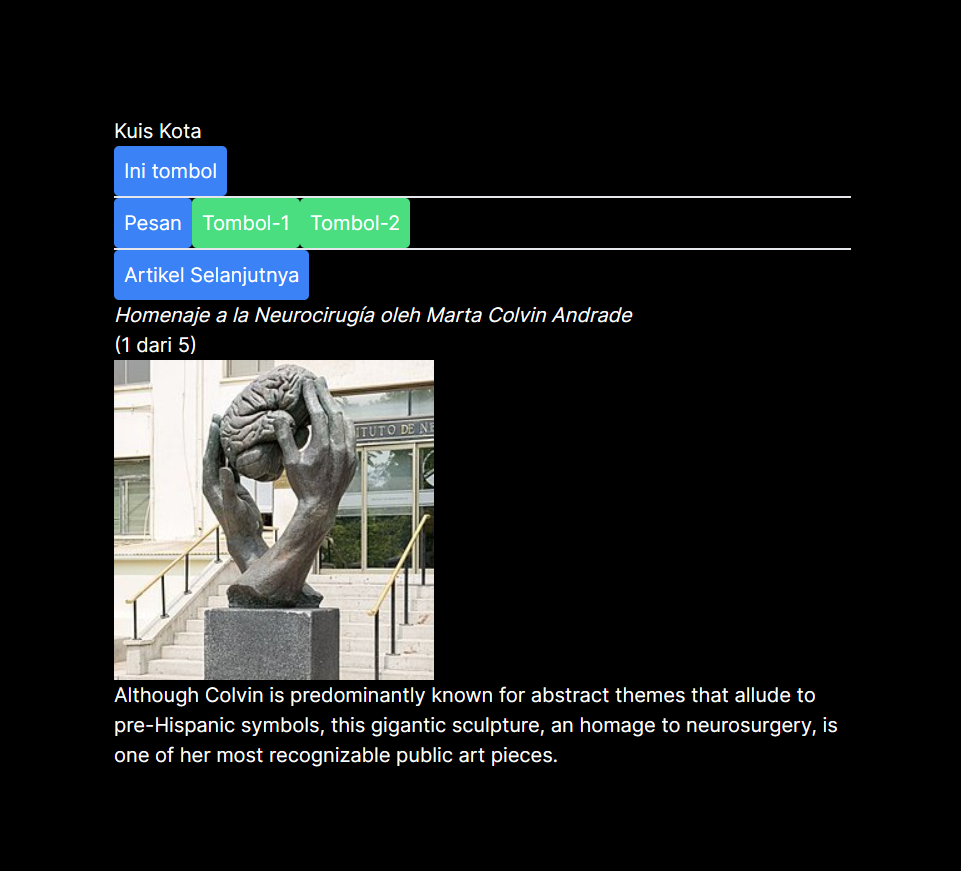 Kuis Kota
Ini tombol
Pesan Tombol-1 Tombol-2
Artikel Selanjutnya
Homenaje a la Neurocirugía oleh Marta Colvin Andrade
(1 dari 5)
TUTO DE NE
Although Colvin is predominantly known for abstract themes that allude to
pre-Hispanic symbols, this gigantic sculpture, an homage to neurosurgery, is
one of her most recognizable public art pieces.